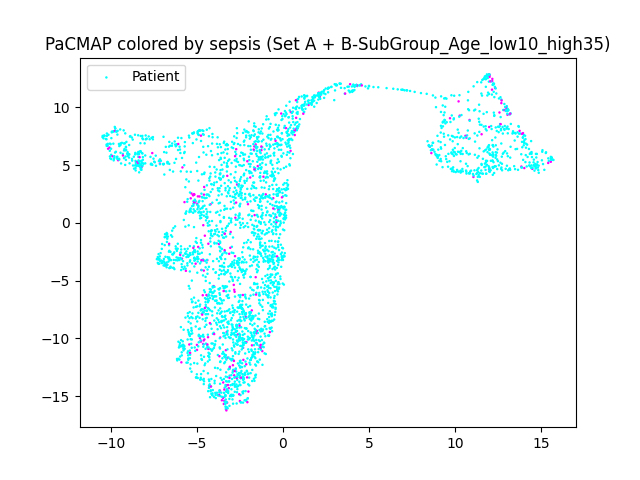 PaCMAP colored by sepsis (Set A + B-SubGroup_Age_low10_high35)
Patient
10
5
0
−5
−10
−15
−10 −5 0 5 10 15